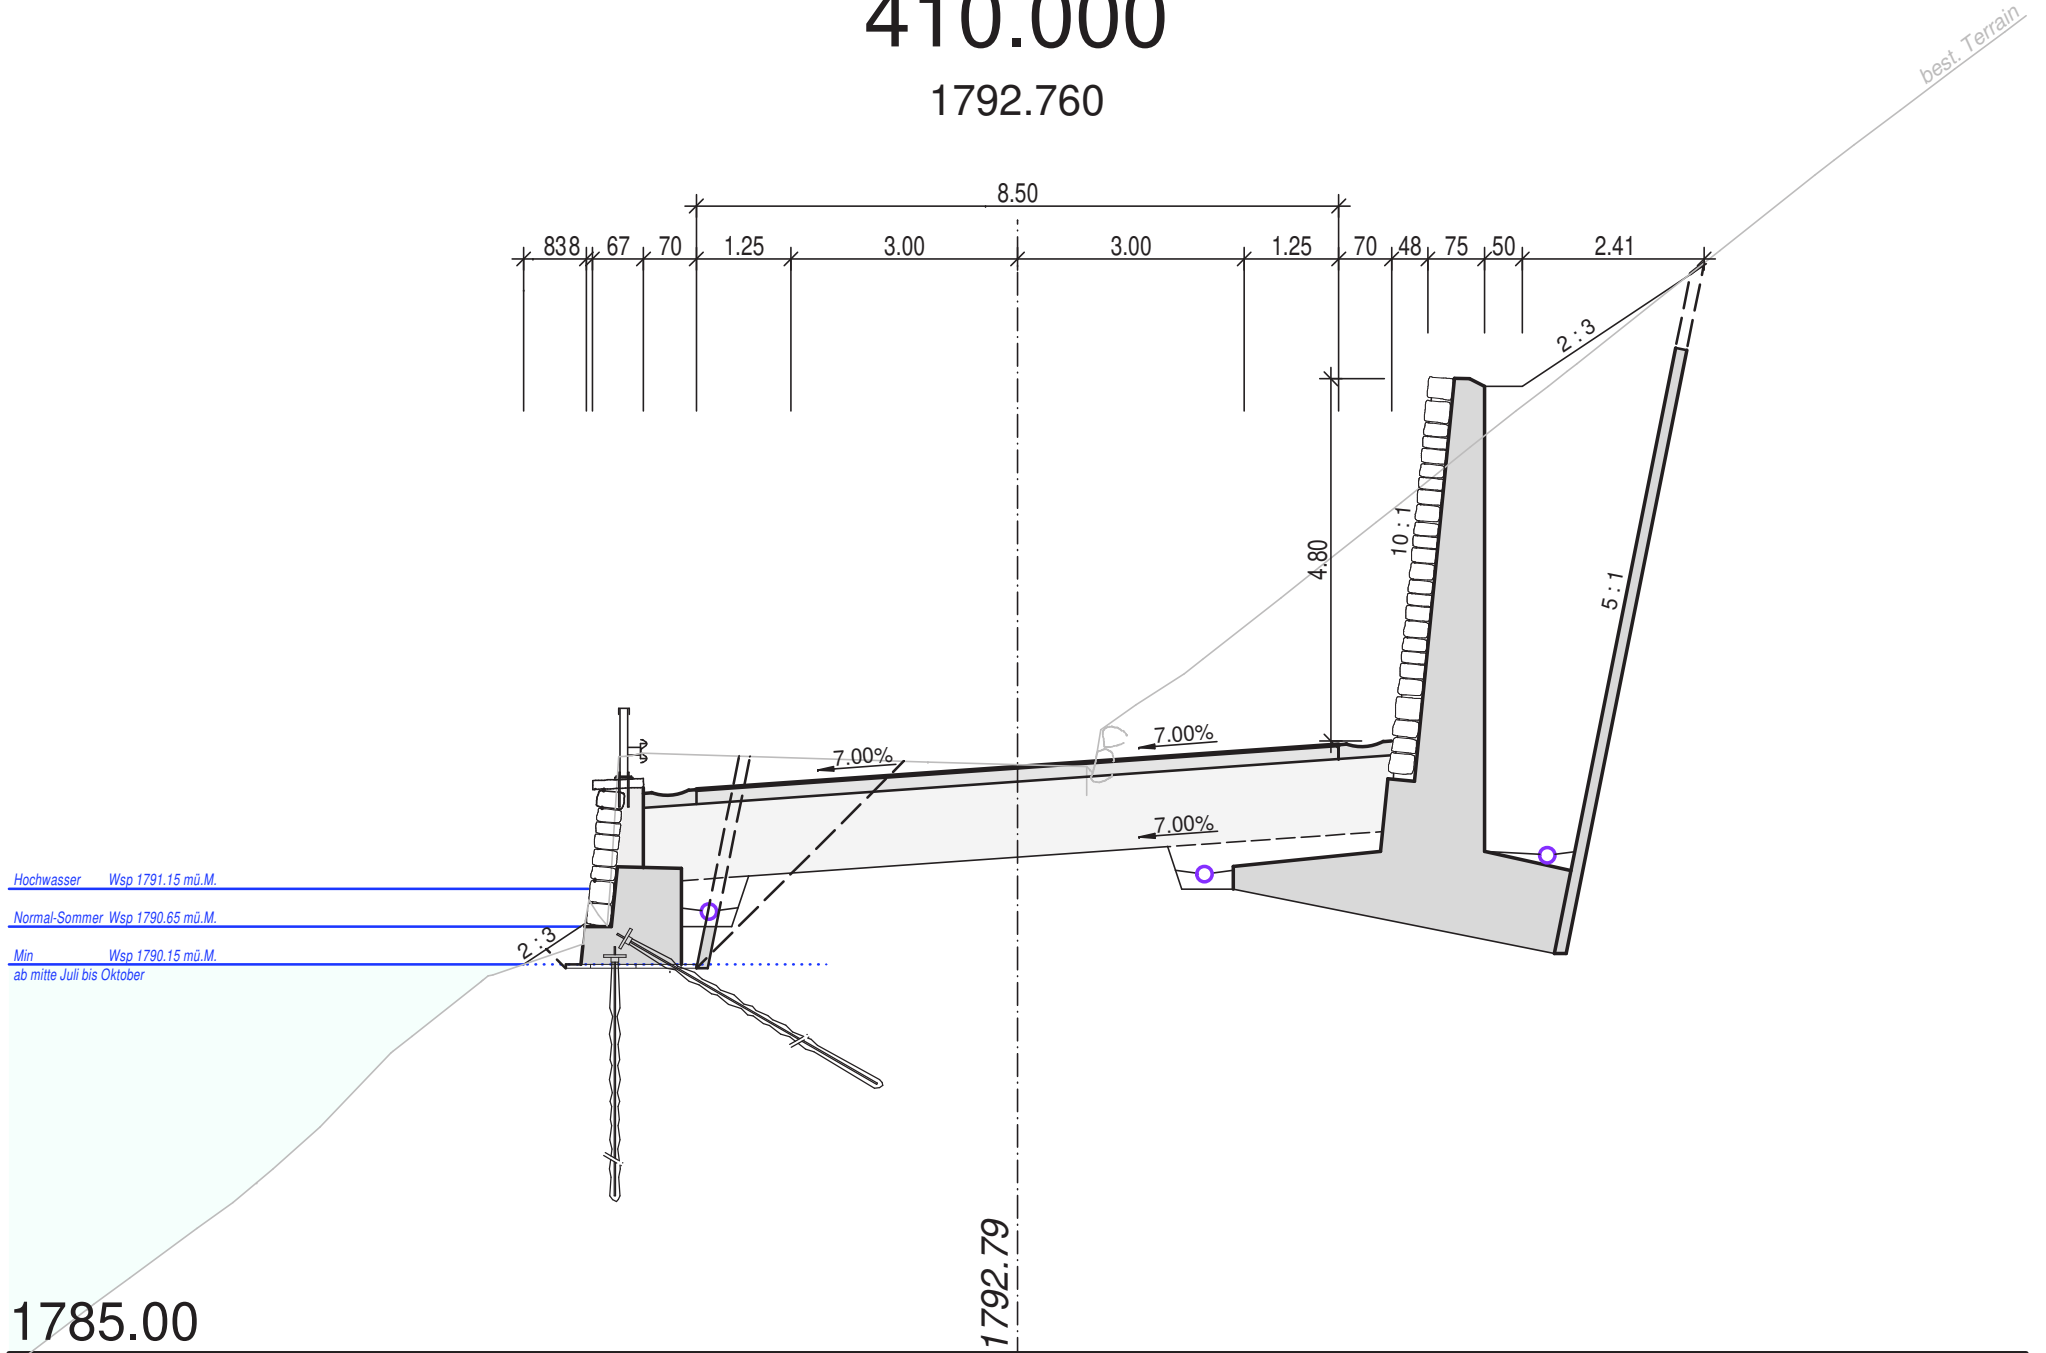 410.000
1792.760
best. Terrain
8.50
83 8 67 70 1.25 3.00 3.00 1.25 70 48 75 50 2.41
2 : 3
4.80
10 : 1
5 : 1
7.00%
7.00%
7.00%
Hochwasser Wsp 1791.15 mü.M.
Normal-Sommer Wsp 1790.65 mü.M.
2 : 3
Min Wsp 1790.15 mü.M.
ab mitte Juli bis Oktober
1792.79
1785.00